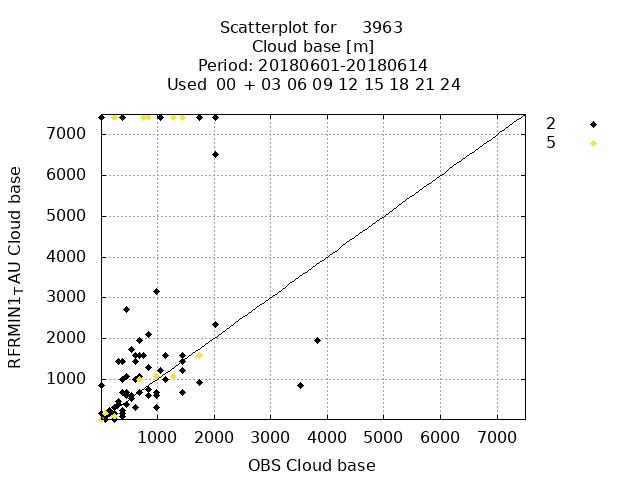 Scatterplot for 3963
Cloud base [m]
Period: 20180601-20180614
Used 00 + 03 06 09 12 15 18 21 24
2
5
7000
6000
5000
4000
3000
2000
1000
RFRMIN1TAU Cloud base
1000 2000 3000 4000 5000 6000 7000
OBS Cloud base